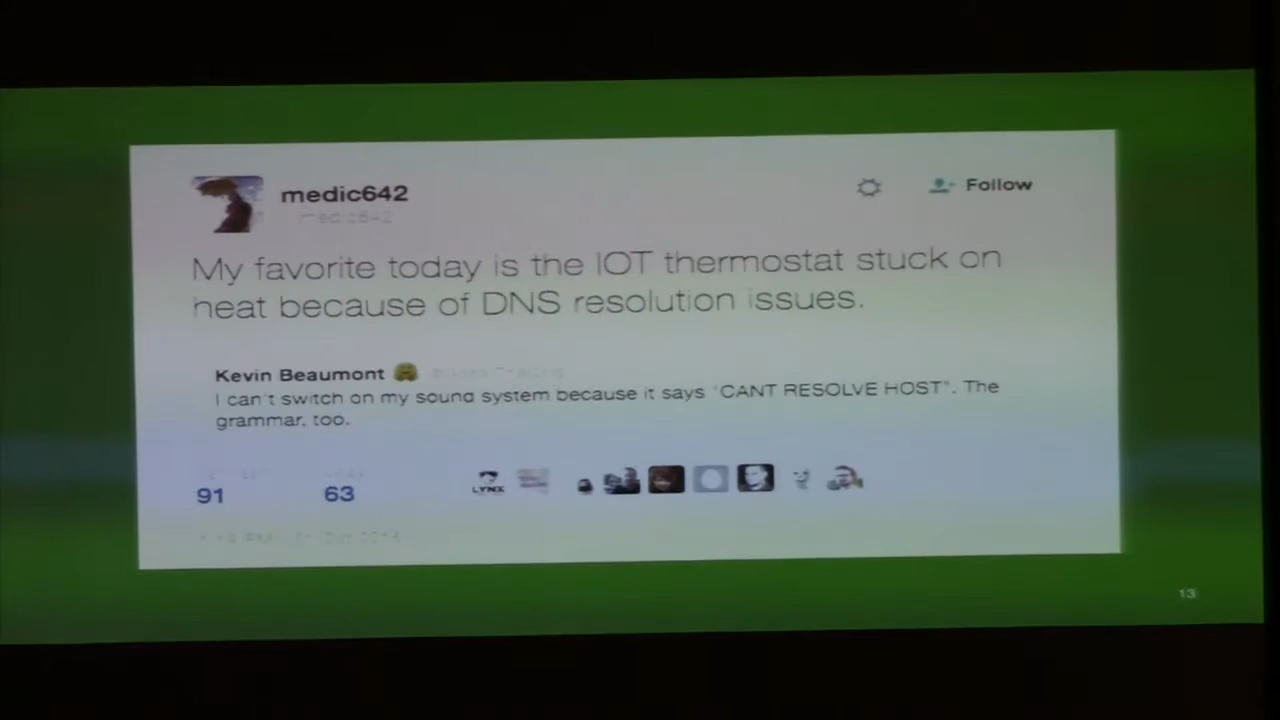 medic642
Follow
My favorite today is the IOT thermostat stuck on
heat because of DNS resolution issues.
Kevin Beaumont
I can't switch on my sound system because it says "CANT RESOLVE HOST". The
grammar, too.
91
63
LYNX
13